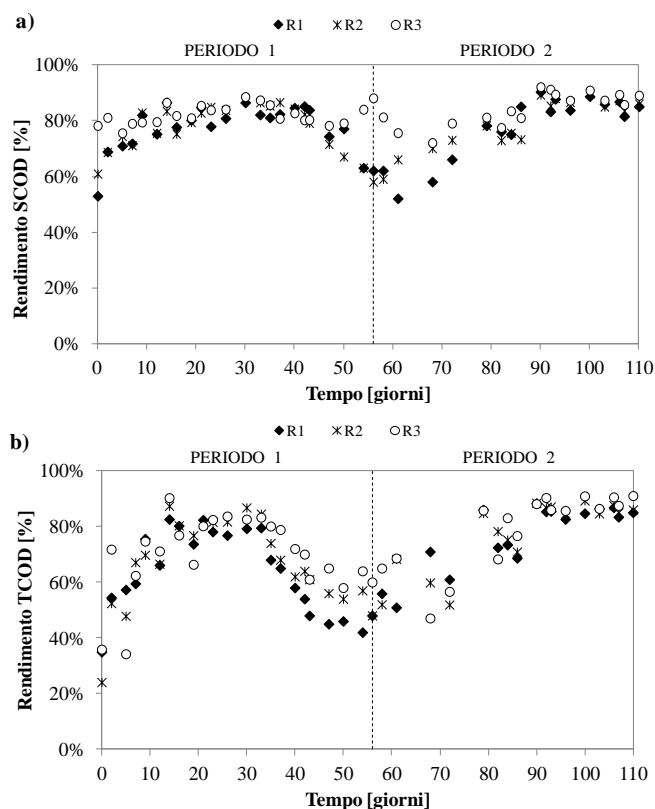 a)
◆R1 ✳R2 ○R3
PERIODO 1 PERIODO 2
100%
80%
60%
40%
20%
0%
Rendimento SCOD [%]
0 10 20 30 40 50 60 70 80 90 100 110
Tempo [giorni]
b)
◆R1 ✳R2 ○R3
PERIODO 1 PERIODO 2
100%
80%
60%
40%
20%
0%
Rendimento TCOD [%]
0 10 20 30 40 50 60 70 80 90 100 110
Tempo [giorni]